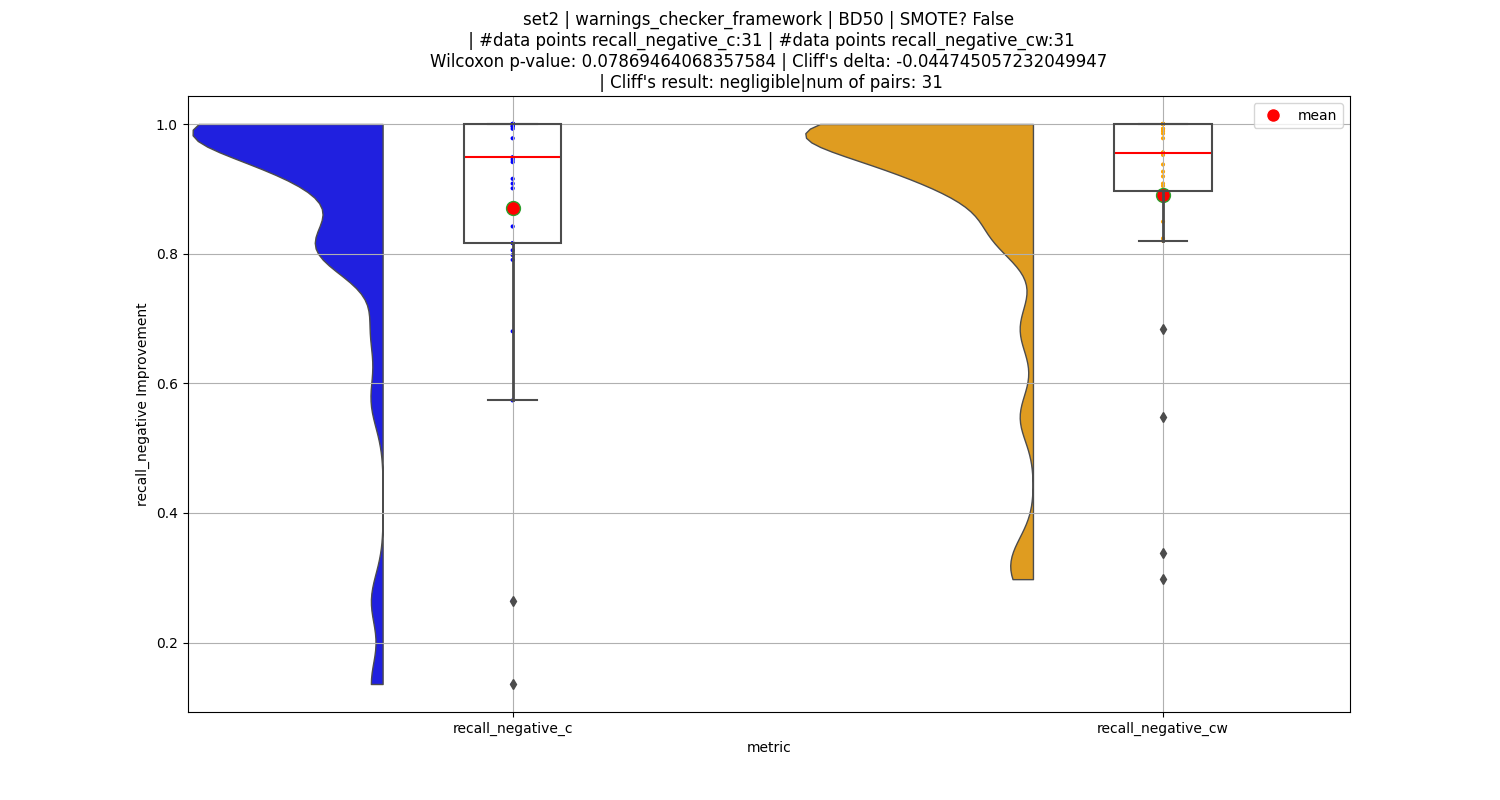 set2 | warnings_checker_framework | BD50 | SMOTE? False
| #data points recall_negative_c:31 | #data points recall_negative_cw:31
Wilcoxon p-value: 0.07869464068357584 | Cliff's delta: -0.044745057232049947
| Cliff's result: negligible|num of pairs: 31
mean
1.0
0.8
0.6
0.4
0.2
recall_negative Improvement
recall_negative_c
recall_negative_cw
metric